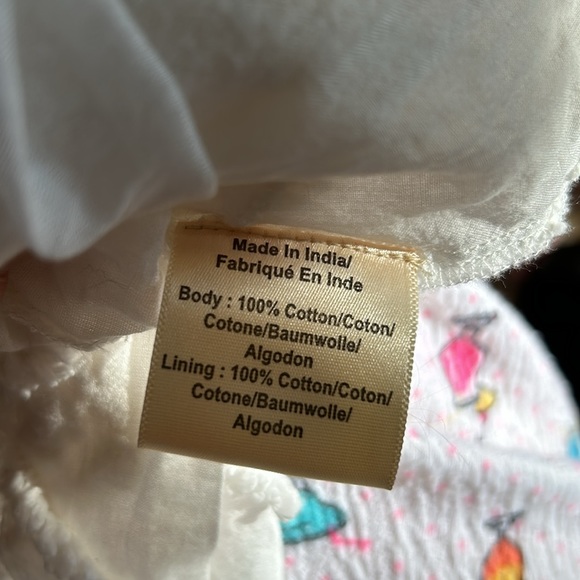 Made In India/
Fabriqué En Inde
Body : 100% Cotton/Coton/
Cotone/Baumwolle/
Algodon
Lining : 100% Cotton/Coton/
Cotone/Baumwolle/
Algodon